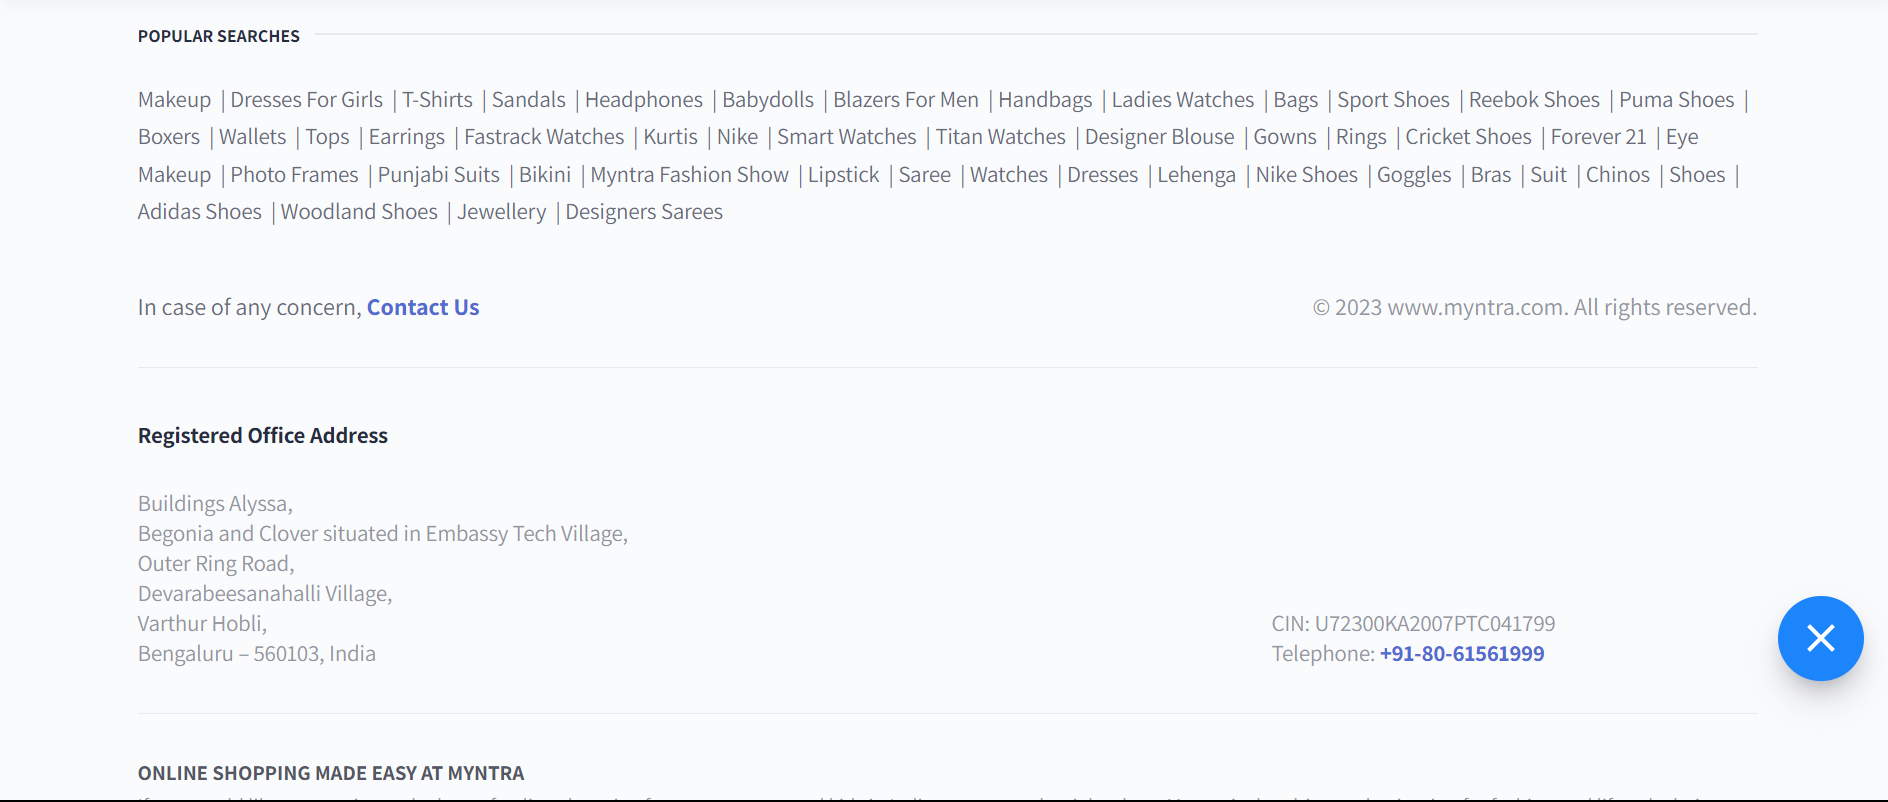 POPULAR SEARCHES
Makeup | Dresses For Girls | T-Shirts | Sandals | Headphones | Babydolls | Blazers For Men | Handbags | Ladies Watches | Bags | Sport Shoes | Reebok Shoes | Puma Shoes |
Boxers | Wallets | Tops | Earrings | Fastrack Watches | Kurtis | Nike | Smart Watches | Titan Watches | Designer Blouse | Gowns | Rings | Cricket Shoes | Forever 21 | Eye
Makeup | Photo Frames | Punjabi Suits | Bikini | Myntra Fashion Show | Lipstick | Saree | Watches | Dresses | Lehenga | Nike Shoes | Goggles | Bras | Suit | Chinos | Shoes |
Adidas Shoes | Woodland Shoes | Jewellery | Designers Sarees
In case of any concern, Contact Us
© 2023 www.myntra.com. All rights reserved.
Registered Office Address
Buildings Alyssa,
Begonia and Clover situated in Embassy Tech Village,
Outer Ring Road,
Devarabeesanahalli Village,
Varthur Hobli,
Bengaluru – 560103, India
CIN: U72300KA2007PTC041799
Telephone: +91-80-61561999
ONLINE SHOPPING MADE EASY AT MYNTRA